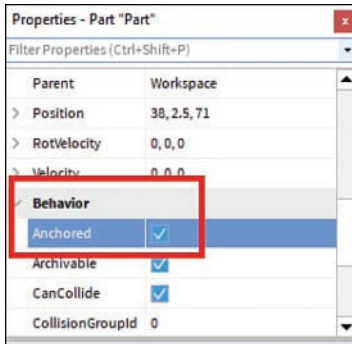 Properties - Part "Part"
Filter Properties (Ctrl+Shift+P)
Parent Workspace
Position 38, 2.5, 71
RotVelocity 0, 0, 0
Velocity 0, 0, 0
Behavior
Anchored
Archivable
CanCollide
CollisionGroupId 0